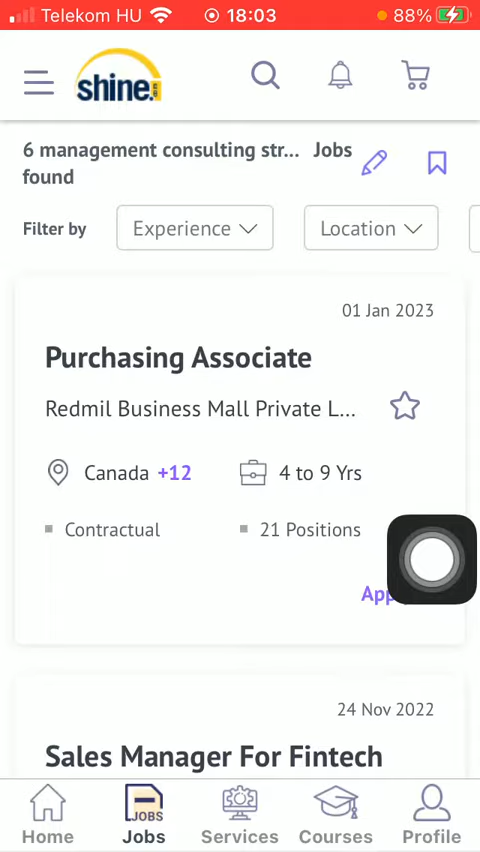 Telekom HU 18:03 88%
shine.
6 management consulting str... Jobs
found
Filter by Experience Location
01 Jan 2023
Purchasing Associate
Redmil Business Mall Private L...
Canada +12 4 to 9 Yrs
Contractual 21 Positions
24 Nov 2022
Sales Manager For Fintech
JOBS
Home Jobs Services Courses Profile